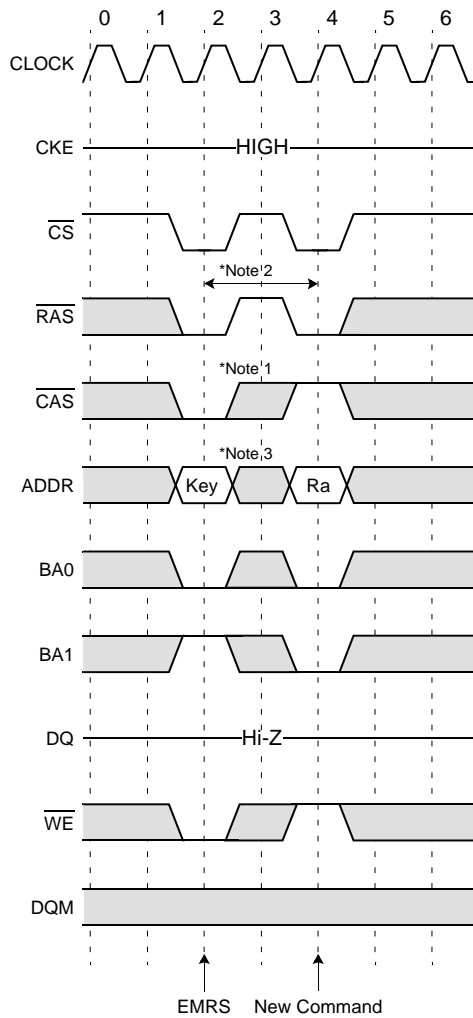 0 1 2 3 4 5 6
CLOCK
CKE HIGH
CS
*Note 2
RAS
*Note 1
CAS
*Note 3
ADDR Key Ra
BA0
BA1
DQ Hi-Z
WE
DQM
EMRS New Command